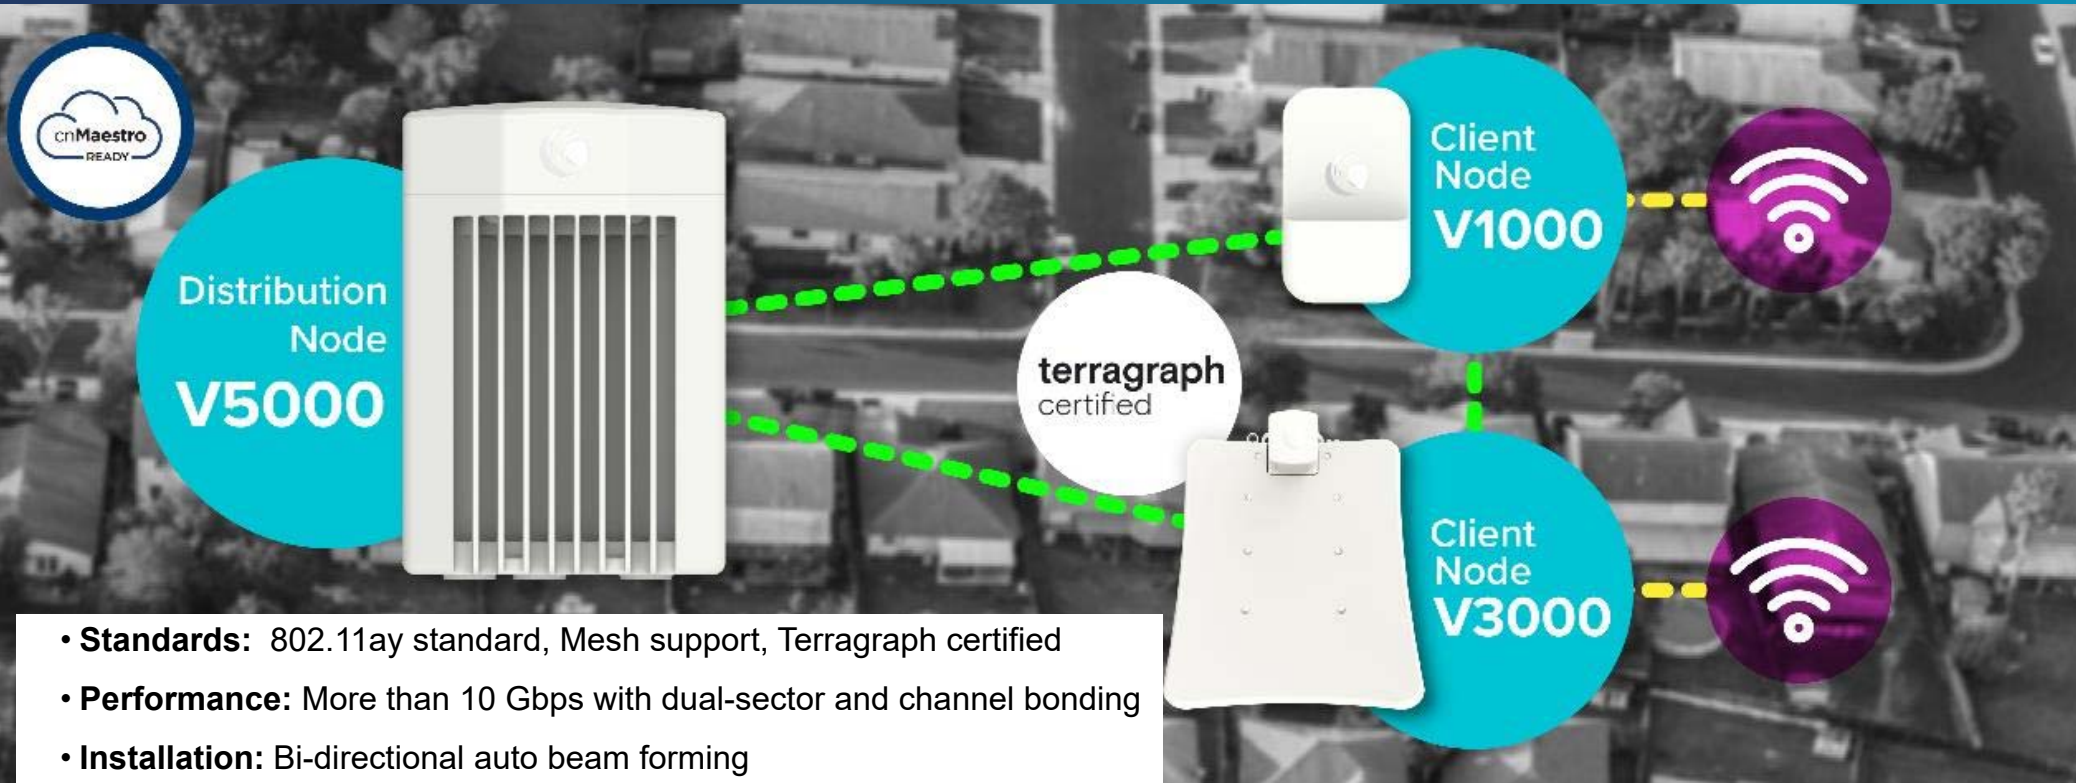 cnMaestro
READY
Distribution
Node
V5000
terragraph
certified
Client
Node
V1000
Client
Node
V3000
• Standards: 802.11ay standard, Mesh support, Terragraph certified
• Performance: More than 10 Gbps with dual-sector and channel bonding
• Installation: Bi-directional auto beam forming